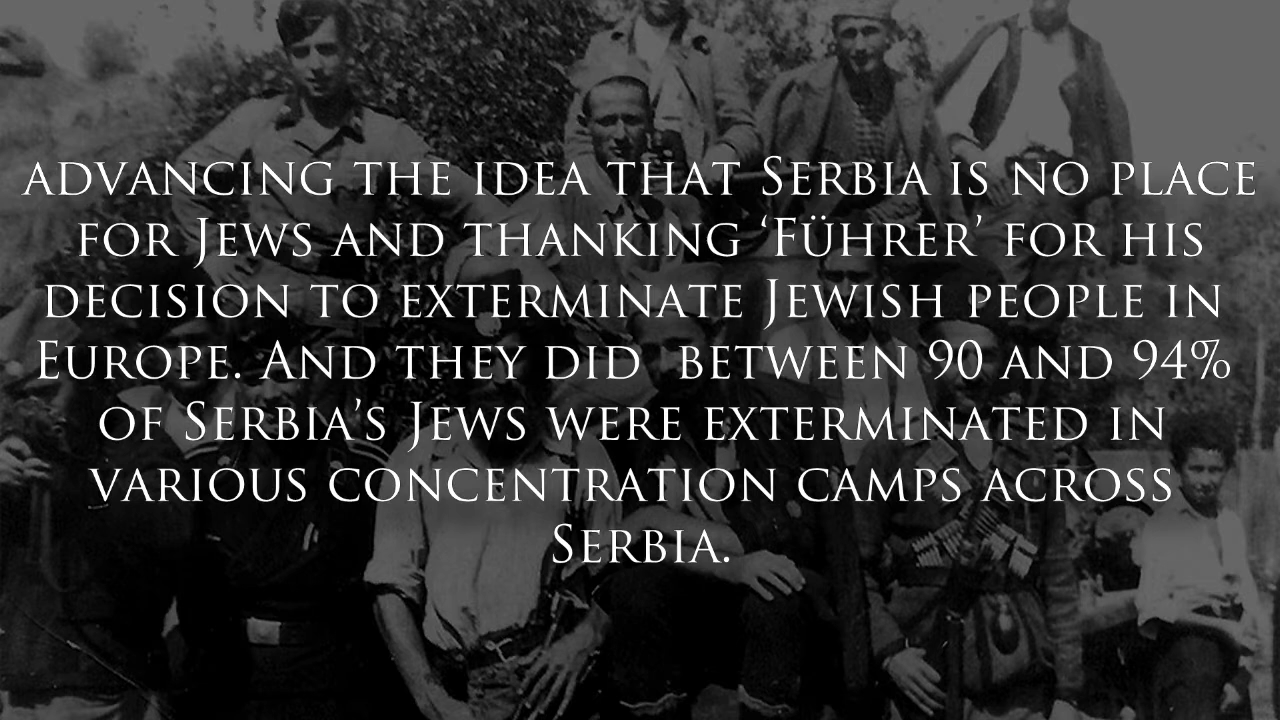 advancing the idea that Serbia is no place
for Jews and thanking ‘Führer’ for his
decision to exterminate Jewish people in
Europe. And they did  between 90 and 94%
of Serbia’s Jews were exterminated in
various concentration camps across
Serbia.